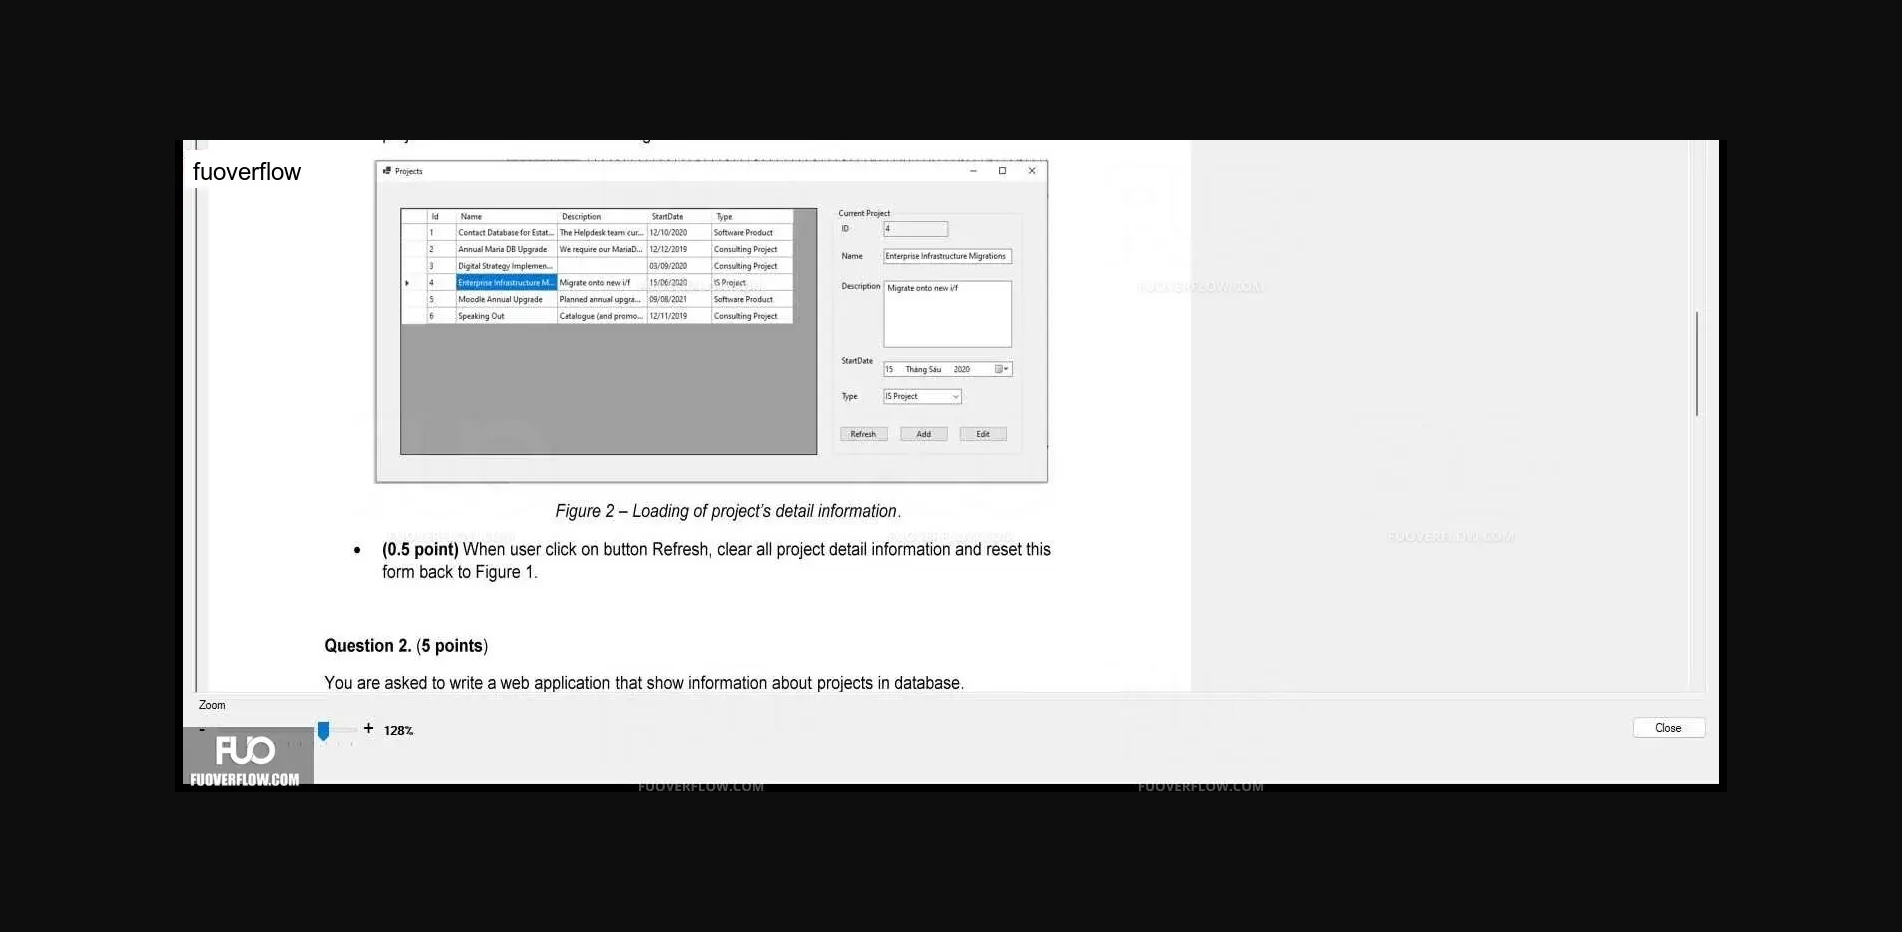 fuoverflow
Projects
Id Name Description StartDate Type
1 Contact Database for Estat... The Helpdesk team cur... 12/10/2020 Software Product
2 Annual Maria DB Upgrade We require our MariaD... 12/12/2019 Consulting Project
3 Digital Strategy Implemen... 03/09/2020 Consulting Project
4 Enterprise Infrastructure M... Migrate onto new i/f 15/06/2020 IS Project
5 Moodle Annual Upgrade Planned annual upgra... 09/08/2021 Software Product
6 Speaking Out Catalogue (and promo... 12/11/2019 Consulting Project
Current Project
ID 4
Name Enterprise Infrastructure Migrations
Description Migrate onto new i/f
StartDate 15 Tháng Sáu 2020
Type IS Project
Refresh Add Edit
FUOVERFLOW.COM
Figure 2 – Loading of project's detail information.
FUOVERFLOW.COM
• (0.5 point) When user click on button Refresh, clear all project detail information and reset this
form back to Figure 1.
Question 2. (5 points)
You are asked to write a web application that show information about projects in database.
Zoom
- + 128%
Close
FUO
FUOVERFLOW.COM
FUOVERFLOW.COM FUOVERFLOW.COM